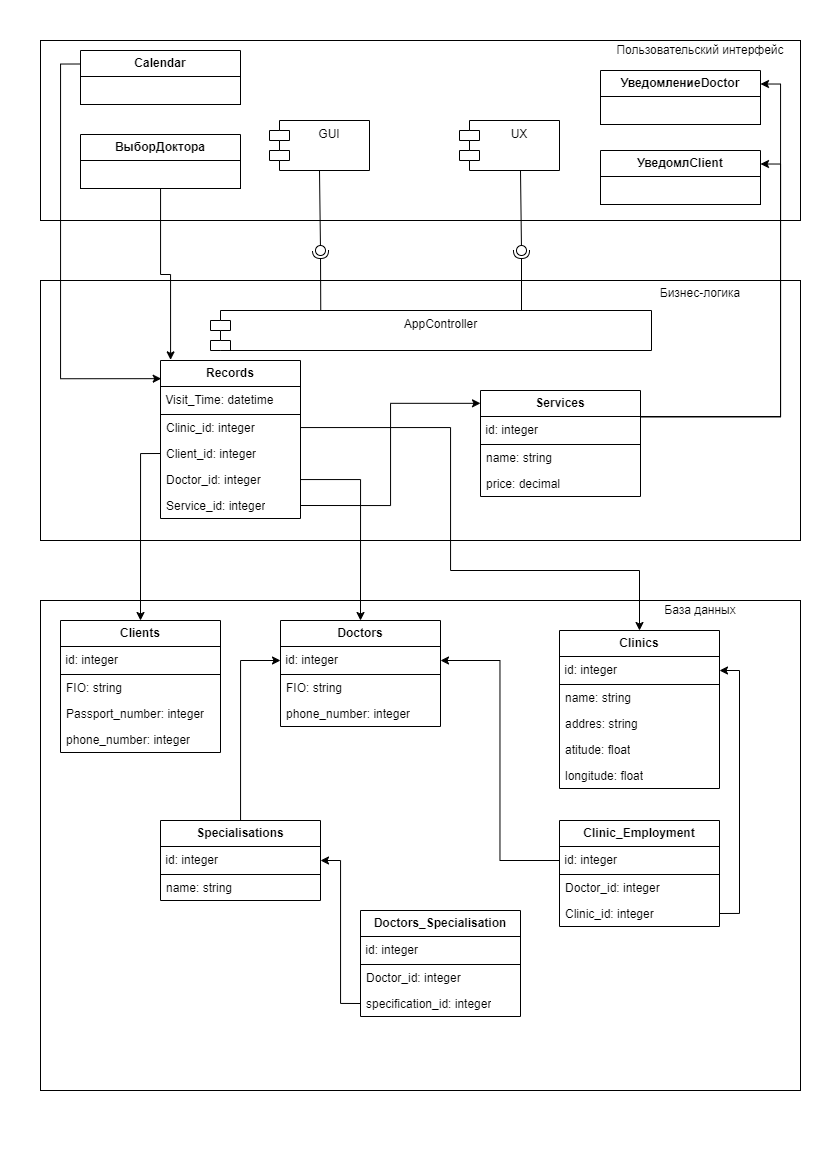 Пользовательский интерфейс
Calendar
ВыборДоктора
GUI
UX
УведомлениеDoctor
УведомлClient
Бизнес-логика
AppController
Records
Visit_Time: datetime
Clinic_id: integer
Client_id: integer
Doctor_id: integer
Service_id: integer
Services
id: integer
name: string
price: decimal
База данных
Clients
id: integer
FIO: string
Passport_number: integer
phone_number: integer
Doctors
id: integer
FIO: string
phone_number: integer
Clinics
id: integer
name: string
addres: string
atitude: float
longitude: float
Specialisations
id: integer
name: string
Clinic_Employment
id: integer
Doctor_id: integer
Clinic_id: integer
Doctors_Specialisation
id: integer
Doctor_id: integer
specification_id: integer